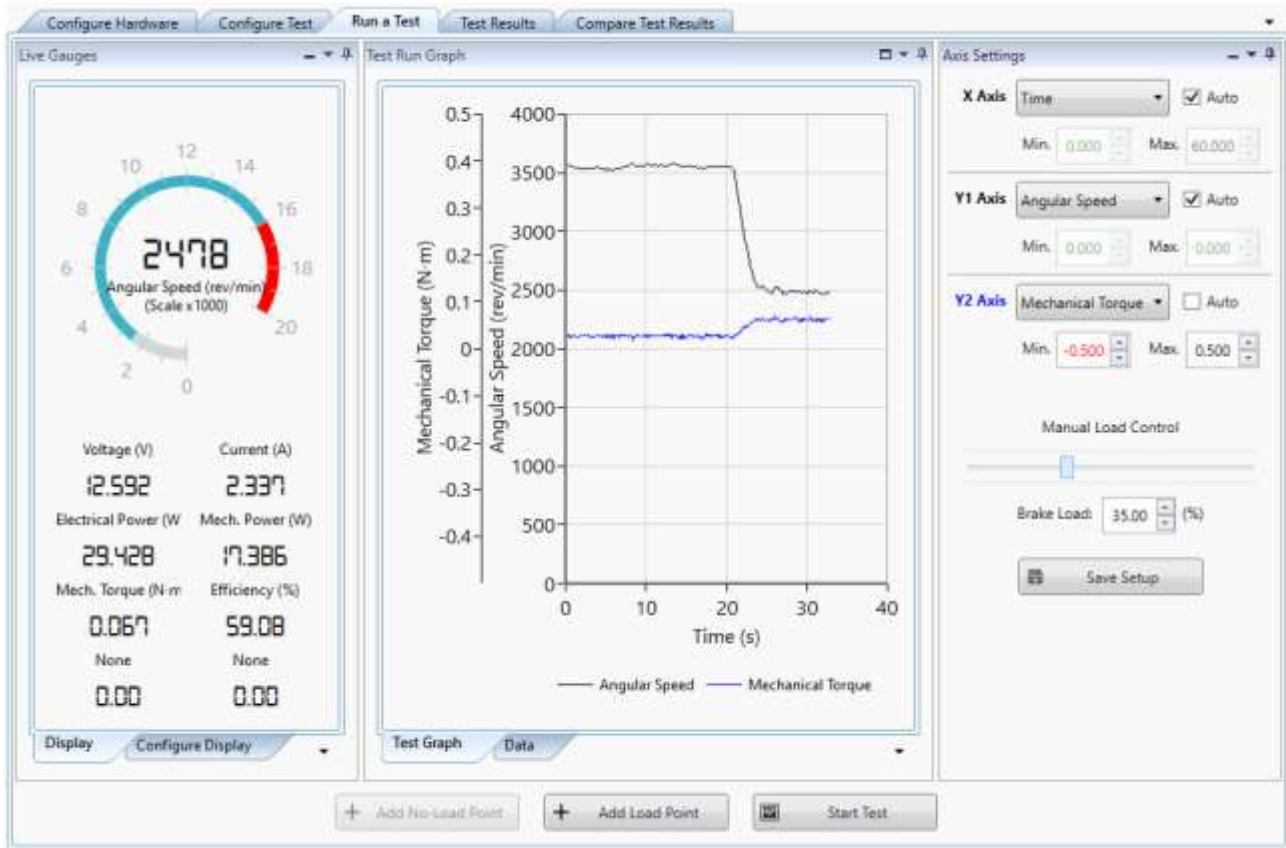 Configure Hardware Configure Test Run a Test Test Results Compare Test Results
Live Gauges
12
10 14
8 16
2478
6 18
Angular Speed (rev/min)
(Scale x1000)
4 20
2
0
Voltage (V) Current (A)
12.592 2.337
Electrical Power (W Mech. Power (W)
29.428 17.386
Mech. Torque (N·m Efficiency (%)
0.067 59.08
None None
0.00 0.00
Display Configure Display
Test Run Graph
Mechanical Torque (N·m)
0.5
0.4
0.3
0.2
0.1
0
-0.1
-0.2
-0.3
-0.4
Angular Speed (rev/min)
4000
3500
3000
2500
2000
1500
1000
500
0
0 10 20 30 40
Time (s)
Angular Speed Mechanical Torque
Test Graph Data
Axis Settings
X Axis Time Auto
Min. 0.000 Max. 60.000
Y1 Axis Angular Speed Auto
Min. 0.000 Max. 0.000
Y2 Axis Mechanical Torque Auto
Min. -0.500 Max. 0.500
Manual Load Control
Brake Load: 35.00 (%)
Save Setup
Add No-Load Point Add Load Point Start Test